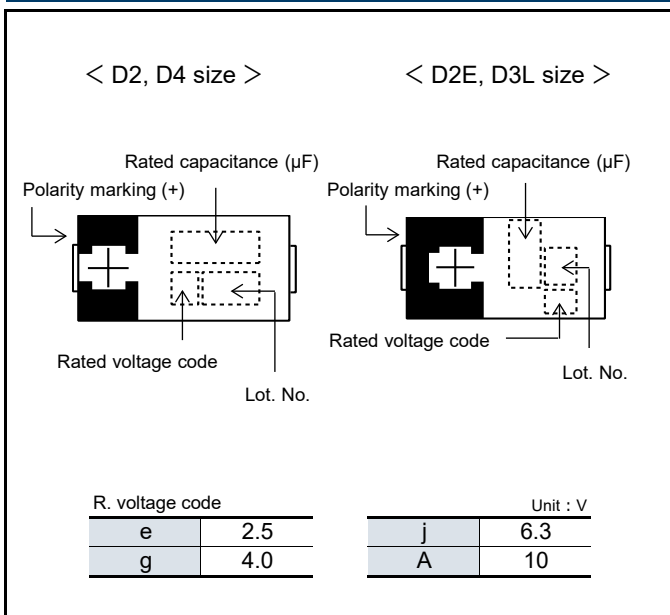 < D2, D4 size >
< D2E, D3L size >
Rated capacitance (µF)
Polarity marking (+)
Rated voltage code
Lot. No.
Rated capacitance (µF)
Polarity marking (+)
Rated voltage code
Lot. No.
R. voltage code
Unit : V
e 2.5 j 6.3
g 4.0 A 10